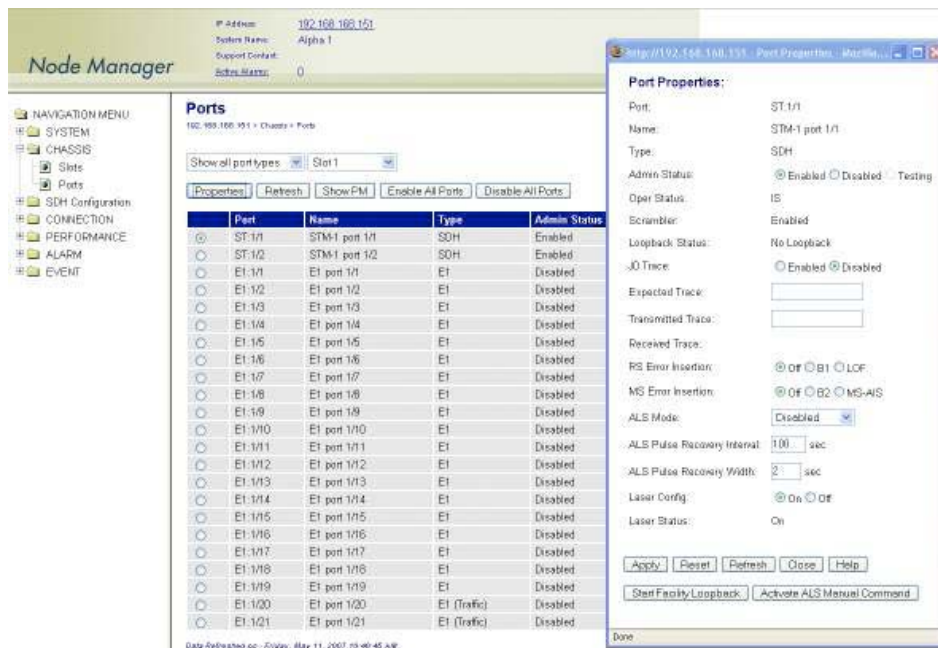 Node Manager
IP Address: 192.168.168.151
System Name: Alpha 1
Support Contact:
Active Alarms: 0
NAVIGATION MENU
SYSTEM
CHASSIS
Slots
Ports
SDH Configuration
CONNECTION
PERFORMANCE
ALARM
EVENT
Ports
192.168.168.151 > Chassis > Ports
Show all port types Slot 1
Properties Refresh Show PM Enable All Ports Disable All Ports
Port Name Type Admin Status
ST:1/1 STM-1 port 1/1 SDH Enabled
ST:1/2 STM-1 port 1/2 SDH Enabled
E1:1/1 E1 port 1/1 E1 Disabled
E1:1/2 E1 port 1/2 E1 Disabled
E1:1/3 E1 port 1/3 E1 Disabled
E1:1/4 E1 port 1/4 E1 Disabled
E1:1/5 E1 port 1/5 E1 Disabled
E1:1/6 E1 port 1/6 E1 Disabled
E1:1/7 E1 port 1/7 E1 Disabled
E1:1/8 E1 port 1/8 E1 Disabled
E1:1/9 E1 port 1/9 E1 Disabled
E1:1/10 E1 port 1/10 E1 Disabled
E1:1/11 E1 port 1/11 E1 Disabled
E1:1/12 E1 port 1/12 E1 Disabled
E1:1/13 E1 port 1/13 E1 Disabled
E1:1/14 E1 port 1/14 E1 Disabled
E1:1/15 E1 port 1/15 E1 Disabled
E1:1/16 E1 port 1/16 E1 Disabled
E1:1/17 E1 port 1/17 E1 Disabled
E1:1/18 E1 port 1/18 E1 Disabled
E1:1/19 E1 port 1/19 E1 Disabled
E1:1/20 E1 port 1/20 E1 (Traffic) Disabled
E1:1/21 E1 port 1/21 E1 (Traffic) Disabled
Data Refreshed on : Friday, May 11, 2007
http://192.168.168.151 - Port Properties - Mozilla...
Port Properties:
Port: ST:1/1
Name: STM-1 port 1/1
Type: SDH
Admin Status: Enabled Disabled Testing
Oper Status: IS
Scrambler: Enabled
Loopback Status: No Loopback
J0 Trace: Enabled Disabled
Expected Trace:
Transmitted Trace:
Received Trace:
RS Error Insertion: Off B1 LOF
MS Error Insertion: Off B2 MS-AIS
ALS Mode: Disabled
ALS Pulse Recovery Interval: 100 sec
ALS Pulse Recovery Width: 2 sec
Laser Config: On Off
Laser Status: On
Apply Reset Refresh Close Help
Start Facility Loopback Activate ALS Manual Command
Done